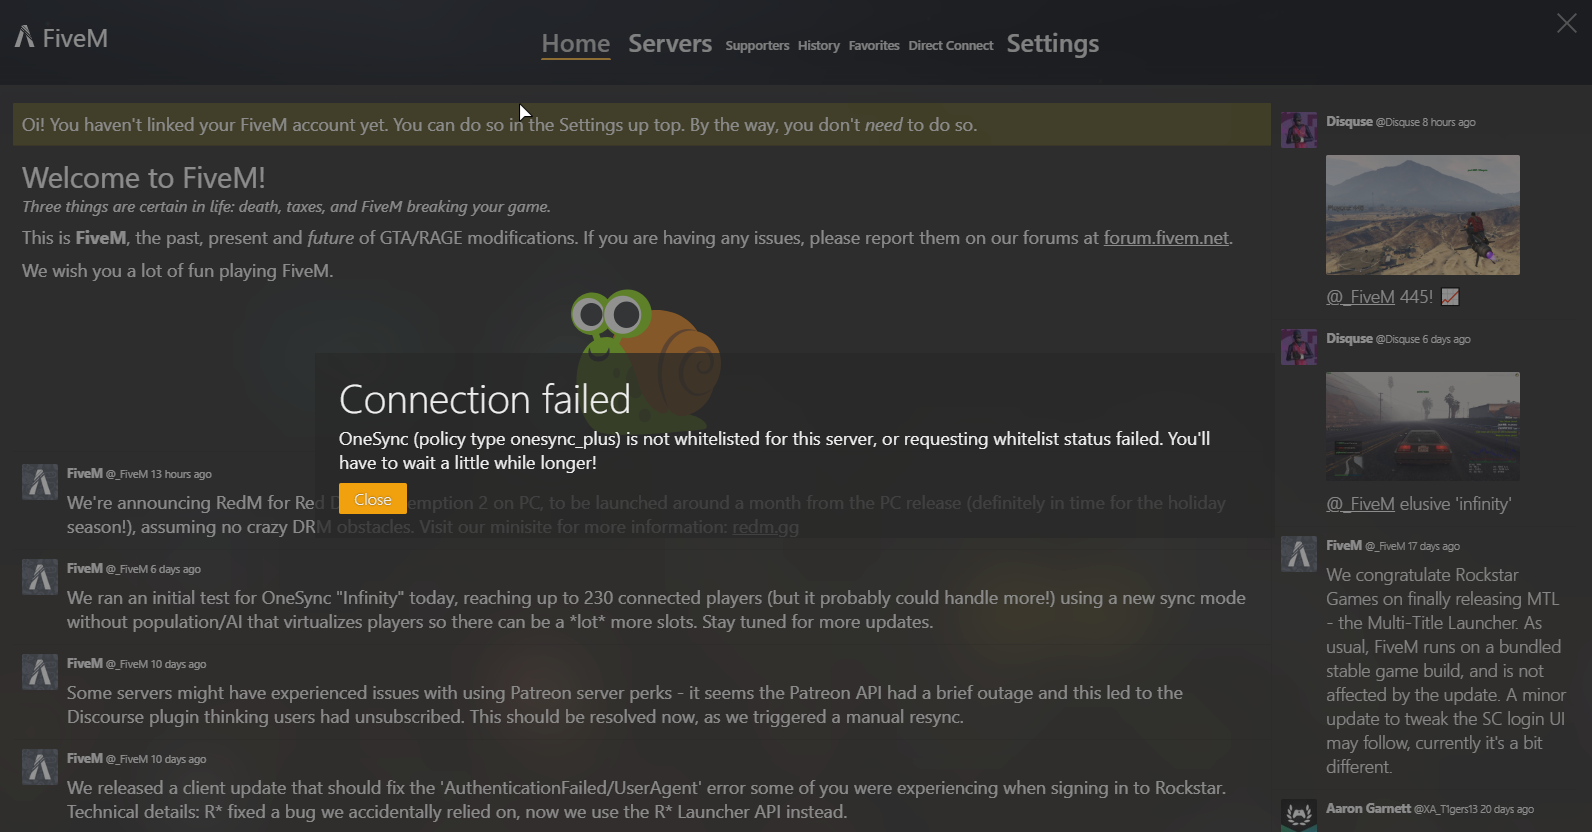 FiveM
Home Servers Supporters History Favorites Direct Connect Settings
Oi! You haven't linked your FiveM account yet. You can do so in the Settings up top. By the way, you don't need to do so.
Welcome to FiveM!
Three things are certain in life: death, taxes, and FiveM breaking your game.
This is FiveM, the past, present and future of GTA/RAGE modifications. If you are having any issues, please report them on our forums at forum.fivem.net.
We wish you a lot of fun playing FiveM.
Connection failed
OneSync (policy type onesync_plus) is not whitelisted for this server, or requesting whitelist status failed. You'll
have to wait a little while longer!
Close
FiveM @_FiveM 13 hours ago
We're announcing RedM for Red D emption 2 on PC, to be launched around a month from the PC release (definitely in time for the holiday
season!), assuming no crazy DRM obstacles. Visit our minisite for more information: redm.gg
FiveM @_FiveM 6 days ago
We ran an initial test for OneSync "Infinity" today, reaching up to 230 connected players (but it probably could handle more!) using a new sync mode
without population/AI that virtualizes players so there can be a *lot* more slots. Stay tuned for more updates.
FiveM @_FiveM 10 days ago
Some servers might have experienced issues with using Patreon server perks - it seems the Patreon API had a brief outage and this led to the
Discourse plugin thinking users had unsubscribed. This should be resolved now, as we triggered a manual resync.
FiveM @_FiveM 10 days ago
We released a client update that should fix the 'AuthenticationFailed/UserAgent' error some of you were experiencing when signing in to Rockstar.
Technical details: R* fixed a bug we accidentally relied on, now we use the R* Launcher API instead.
Disquse @Disquse 8 hours ago
@_FiveM 445! 📈
Disquse @Disquse 6 days ago
@_FiveM elusive 'infinity'
FiveM @_FiveM 17 days ago
We congratulate Rockstar
Games on finally releasing MTL
- the Multi-Title Launcher. As
usual, FiveM runs on a bundled
stable game build, and is not
affected by the update. A minor
update to tweak the SC login UI
may follow, currently it's a bit
different.
Aaron Garnett @XA_T1gers13 20 days ago